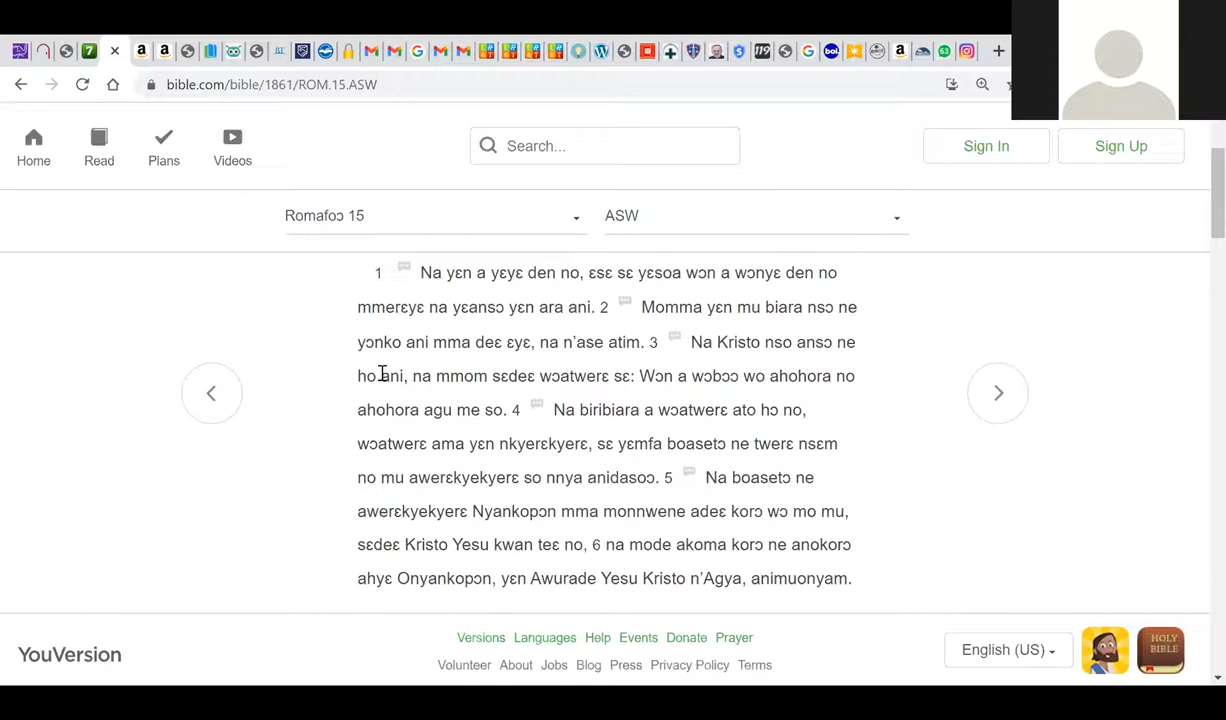 bible.com/bible/1861/ROM.15.ASW
Home Read Plans Videos
Search...
Sign In Sign Up
Romafoɔ 15
ASW
1 Na yɛn a yɛyɛ den no, ɛsɛ sɛ yɛsoa wɔn a wɔnyɛ den no
mmerɛyɛ na yɛansɔ yɛn ara ani. 2 Momma yɛn mu biara nsɔ ne
yɔnko ani mma deɛ ɛyɛ, na n’ase atim. 3 Na Kristo nso ansɔ ne
ho ani, na mmom sɛdeɛ wɔatwerɛ sɛ: Wɔn a wɔbɔɔ wo ahohora no
ahohora agu me so. 4 Na biribiara a wɔatwerɛ ato hɔ no,
wɔatwerɛ ama yɛn nkyerɛkyerɛ, sɛ yɛmfa boasetɔ ne twerɛ nsɛm
no mu awerɛkyekyerɛ so nnya anidasoɔ. 5 Na boasetɔ ne
awerɛkyekyerɛ Nyankopɔn mma monnwene adeɛ korɔ wɔ mo mu,
sɛdeɛ Kristo Yesu kwan teɛ no, 6 na mode akoma korɔ ne anokorɔ
ahyɛ Onyankopɔn, yɛn Awurade Yesu Kristo n’Agya, animuonyam.
YouVersion
Versions Languages Help Events Donate Prayer
Volunteer About Jobs Blog Press Privacy Policy Terms
English (US)
HOLY
BIBLE